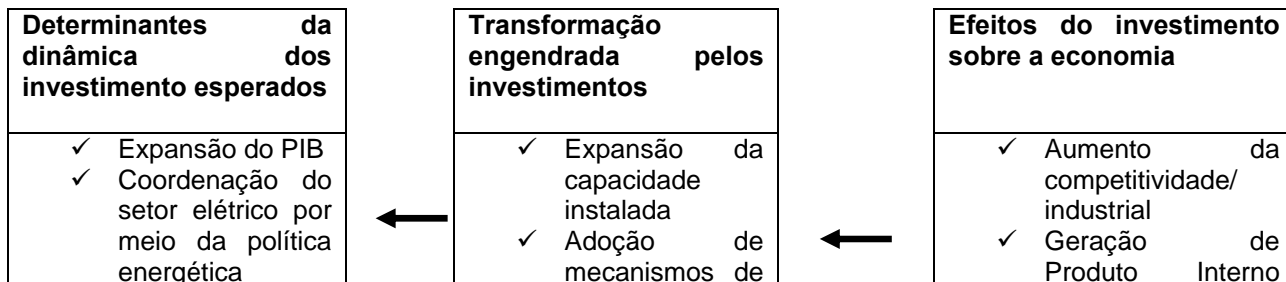 Determinantes da
dinâmica dos
investimento esperados
✓ Expansão do PIB
✓ Coordenação do
setor elétrico por
meio da política
energética
Transformação
engendrada pelos
investimentos
✓ Expansão da
capacidade
instalada
✓ Adoção de
mecanismos de
Efeitos do investimento
sobre a economia
✓ Aumento da
competitividade/
industrial
✓ Geração de
Produto Interno